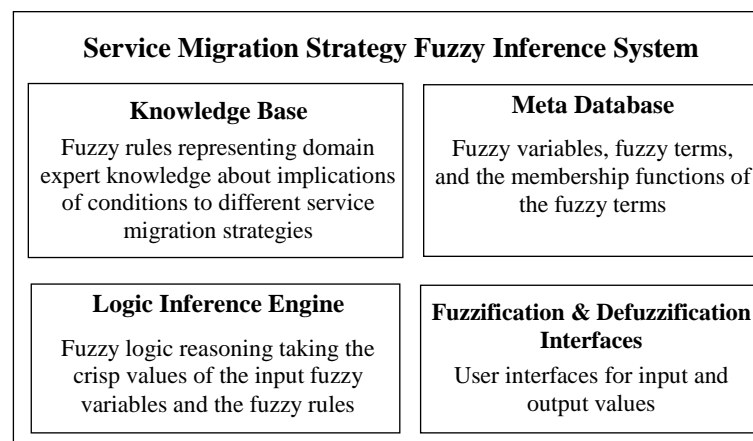 Service Migration Strategy Fuzzy Inference System
Knowledge Base
Fuzzy rules representing domain
expert knowledge about implications
of conditions to different service
migration strategies
Meta Database
Fuzzy variables, fuzzy terms,
and the membership functions of
the fuzzy terms
Logic Inference Engine
Fuzzy logic reasoning taking the
crisp values of the input fuzzy
variables and the fuzzy rules
Fuzzification & Defuzzification
Interfaces
User interfaces for input and
output values